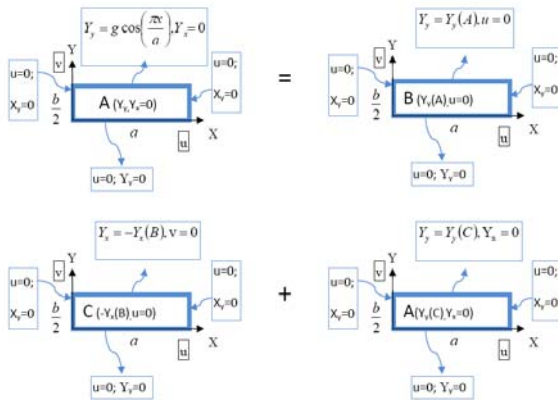 Y_y = g cos(πx/a), Y_x = 0
u=0;
X_y=0
Y
v
b/2
A (Y_y, Y_x=0)
u=0;
X_y=0
a
X
u
u=0; Y_y=0
=
Y_y = Y_y(A), u = 0
u=0;
X_y=0
Y
v
b/2
B (Y_y(A), u=0)
u=0;
X_y=0
a
X
u
u=0; Y_y=0
Y_x = -Y_x(B), v = 0
u=0;
X_y=0
Y
v
b/2
C (-Y_x(B), u=0)
u=0;
X_y=0
a
X
u
u=0; Y_y=0
+
Y_y = Y_y(C), Y_x = 0
u=0;
X_y=0
Y
v
b/2
A(Y_y(C), Y_x=0)
u=0;
X_y=0
a
X
u
u=0; Y_y=0